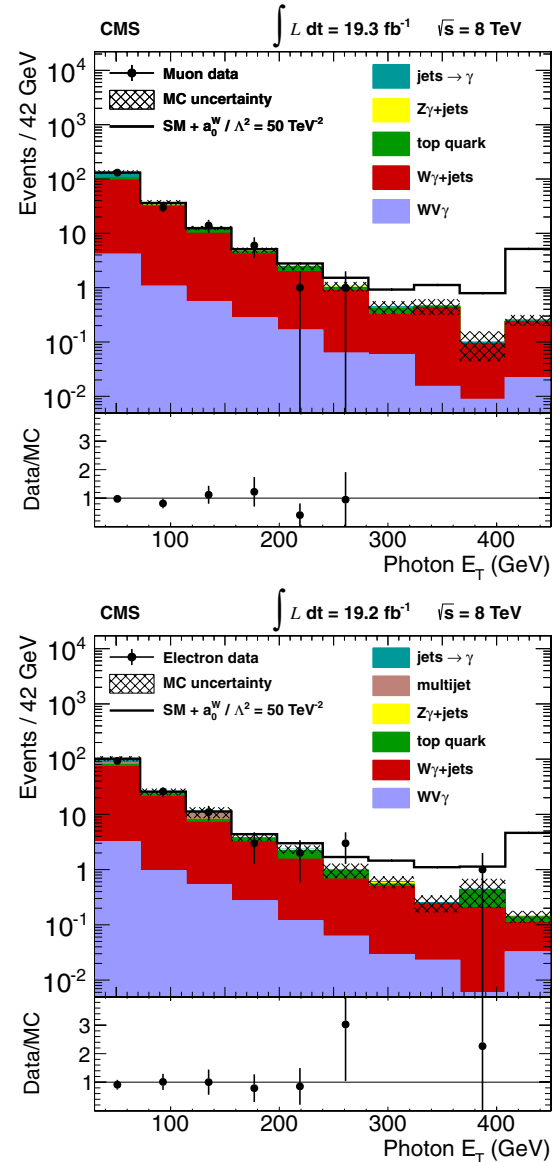 CMS ∫ L dt = 19.3 fb⁻¹ √s = 8 TeV
Events / 42 GeV
10⁴
10³
10²
10
1
10⁻¹
10⁻²
Muon data
MC uncertainty
SM + a₀ᵂ / Λ² = 50 TeV⁻²
jets → γ
Zγ+jets
top quark
Wγ+jets
WVγ
Data/MC
3
2
1
100 200 300 400
Photon E_T (GeV)
CMS ∫ L dt = 19.2 fb⁻¹ √s = 8 TeV
Events / 42 GeV
10⁴
10³
10²
10
1
10⁻¹
10⁻²
Electron data
MC uncertainty
SM + a₀ᵂ / Λ² = 50 TeV⁻²
jets → γ
multijet
Zγ+jets
top quark
Wγ+jets
WVγ
Data/MC
3
2
1
100 200 300 400
Photon E_T (GeV)